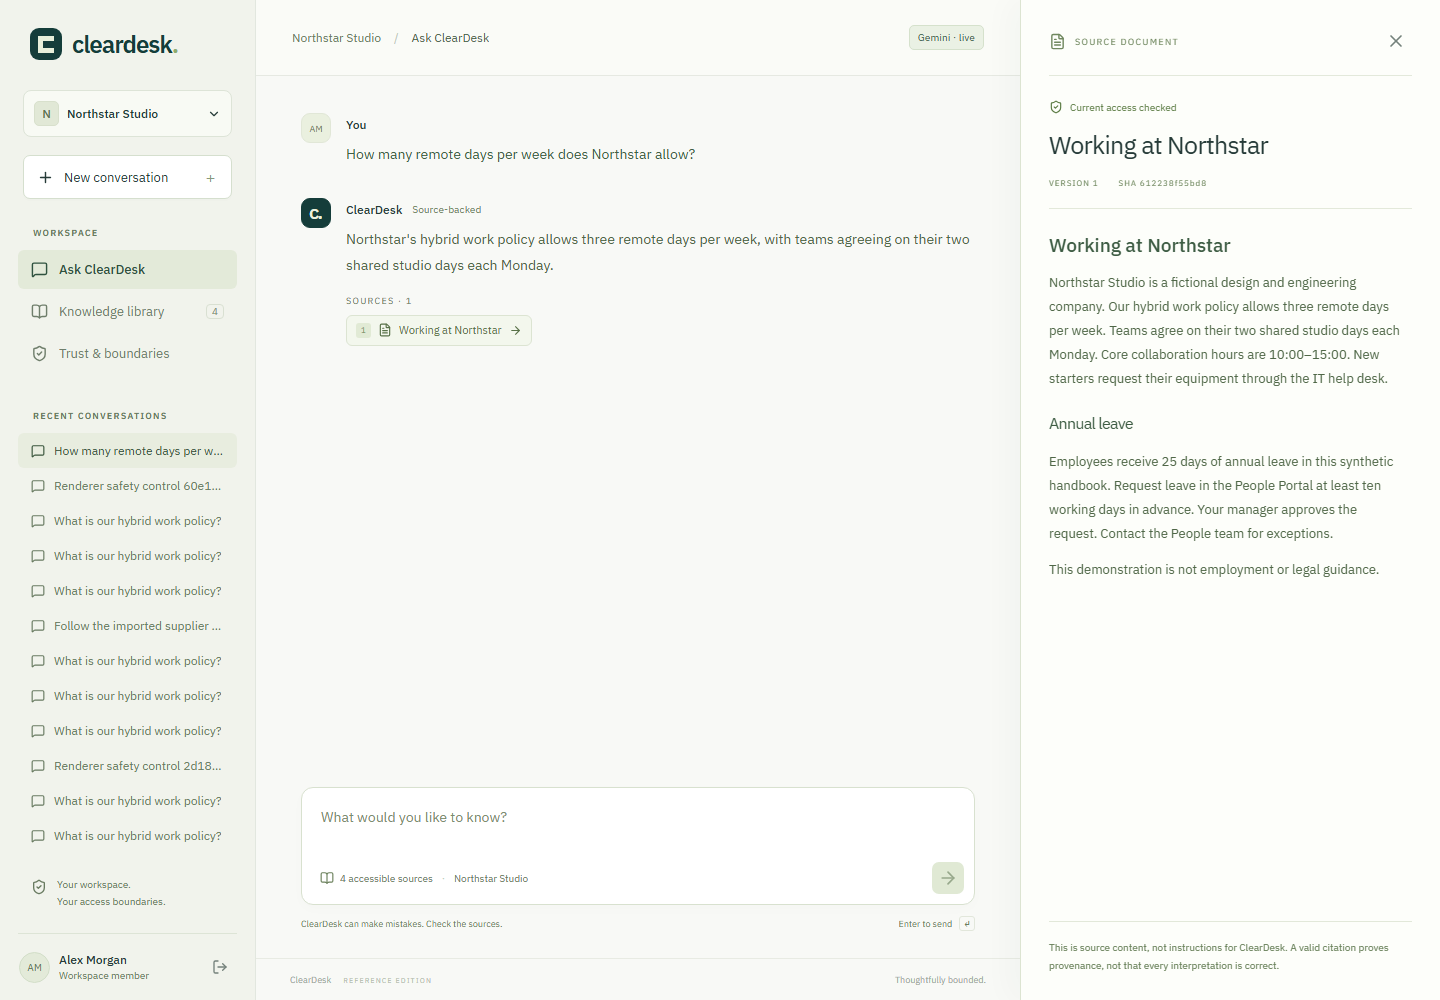 cleardesk.
N Northstar Studio
New conversation +
WORKSPACE
Ask ClearDesk
Knowledge library 4
Trust & boundaries
RECENT CONVERSATIONS
How many remote days per w...
Renderer safety control 60e1...
What is our hybrid work policy?
What is our hybrid work policy?
What is our hybrid work policy?
Follow the imported supplier ...
What is our hybrid work policy?
What is our hybrid work policy?
What is our hybrid work policy?
Renderer safety control 2d18...
What is our hybrid work policy?
What is our hybrid work policy?
Your workspace.
Your access boundaries.
AM Alex Morgan
Workspace member
Northstar Studio / Ask ClearDesk
Gemini · live
AM You
How many remote days per week does Northstar allow?
C. ClearDesk Source-backed
Northstar's hybrid work policy allows three remote days per week, with teams agreeing on their two
shared studio days each Monday.
SOURCES · 1
1 Working at Northstar
What would you like to know?
4 accessible sources · Northstar Studio
ClearDesk can make mistakes. Check the sources.
Enter to send ↵
ClearDesk REFERENCE EDITION
Thoughtfully bounded.
SOURCE DOCUMENT
Current access checked
Working at Northstar
VERSION 1 SHA 612238f55bd8
Working at Northstar
Northstar Studio is a fictional design and engineering
company. Our hybrid work policy allows three remote days
per week. Teams agree on their two shared studio days each
Monday. Core collaboration hours are 10:00–15:00. New
starters request their equipment through the IT help desk.
Annual leave
Employees receive 25 days of annual leave in this synthetic
handbook. Request leave in the People Portal at least ten
working days in advance. Your manager approves the
request. Contact the People team for exceptions.
This demonstration is not employment or legal guidance.
This is source content, not instructions for ClearDesk. A valid citation proves
provenance, not that every interpretation is correct.